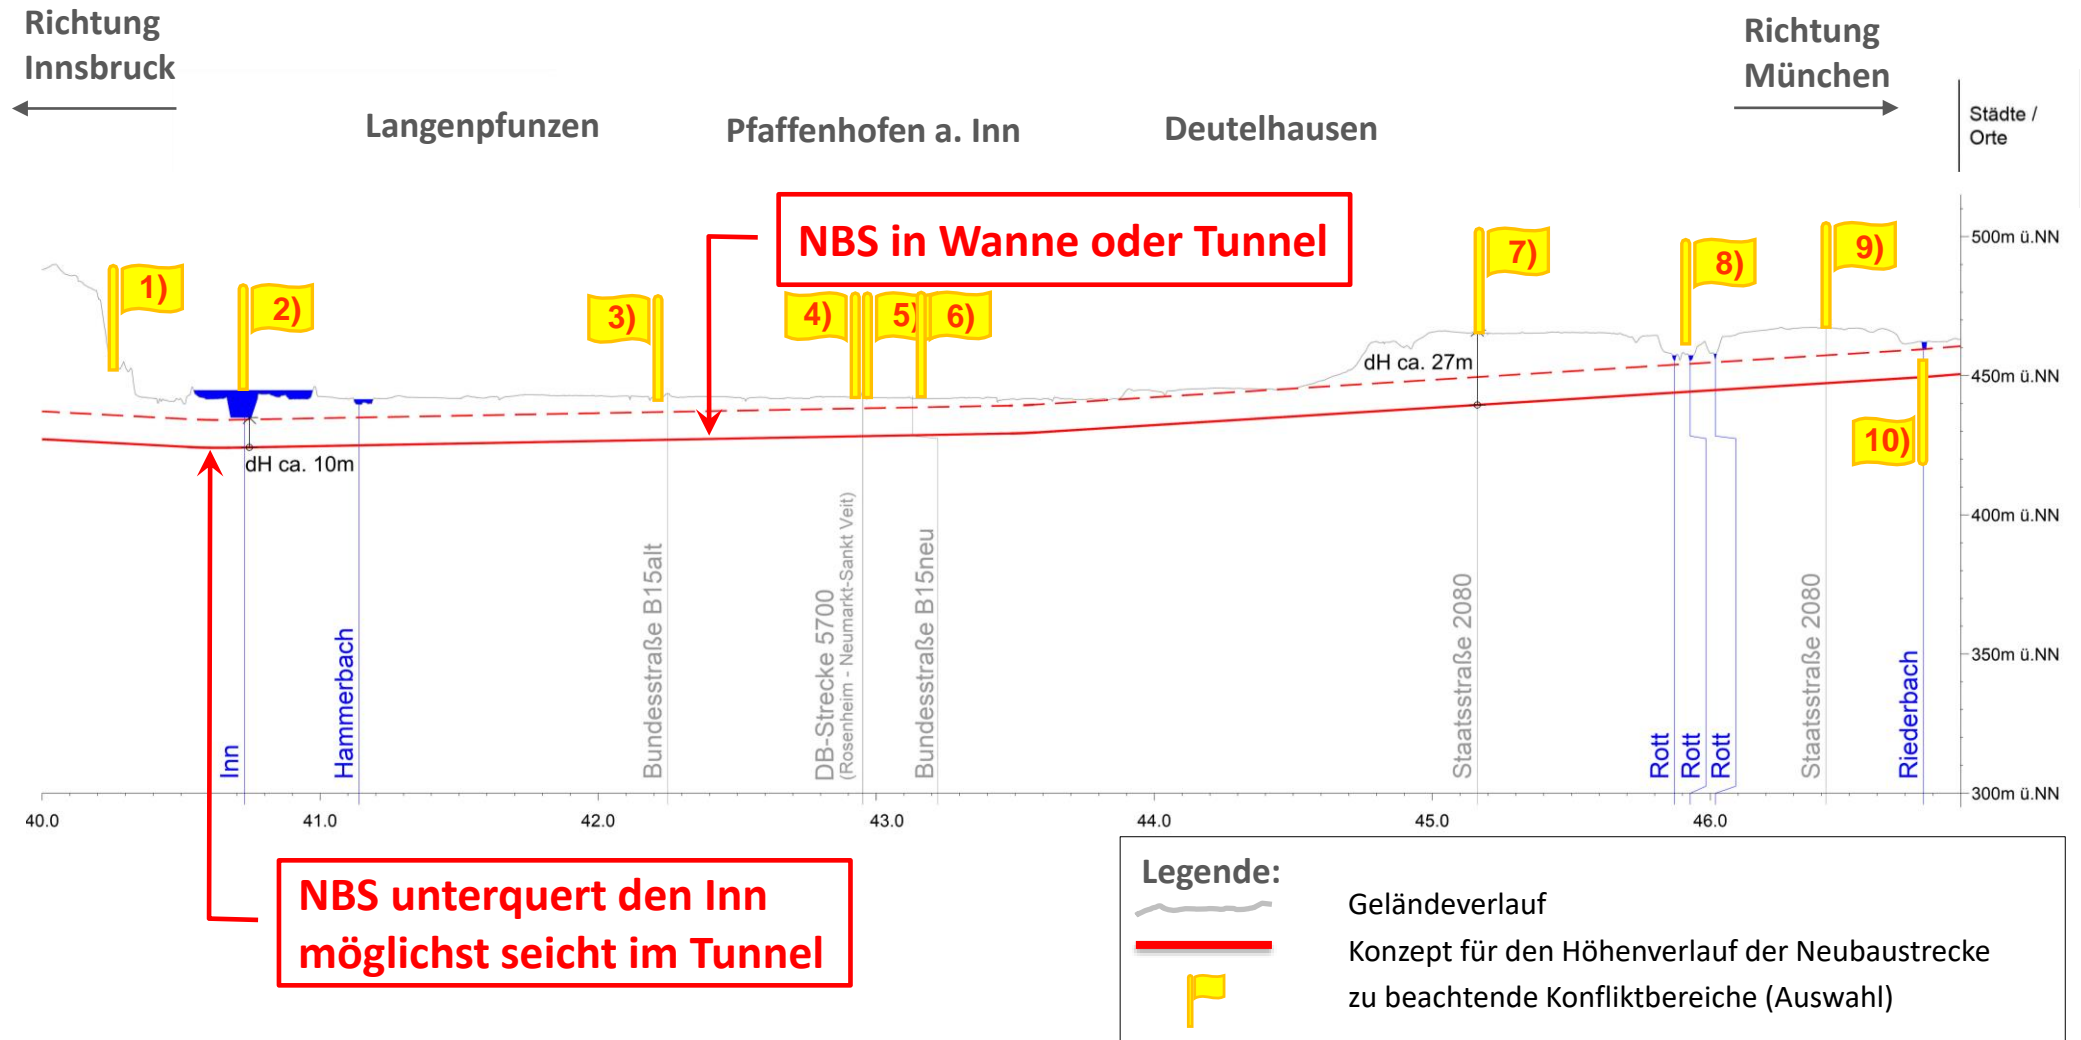 Richtung
Innsbruck
Richtung
München
Städte /
Orte
Langenpfunzen
Pfaffenhofen a. Inn
Deutelhausen
NBS in Wanne oder Tunnel
1)
2)
3)
4)
5)
6)
7)
8)
9)
10)
500m ü.NN
450m ü.NN
400m ü.NN
350m ü.NN
300m ü.NN
dH ca. 27m
dH ca. 10m
Inn
Hammerbach
Bundesstraße B15alt
DB-Strecke 5700
(Rosenheim - Neumarkt-Sankt Veit)
Bundesstraße B15neu
Staatsstraße 2080
Rott
Rott
Rott
Staatsstraße 2080
Riederbach
40.0
41.0
42.0
43.0
44.0
45.0
46.0
NBS unterquert den Inn
möglichst seicht im Tunnel
Legende:
Geländeverlauf
Konzept für den Höhenverlauf der Neubaustrecke
zu beachtende Konfliktbereiche (Auswahl)